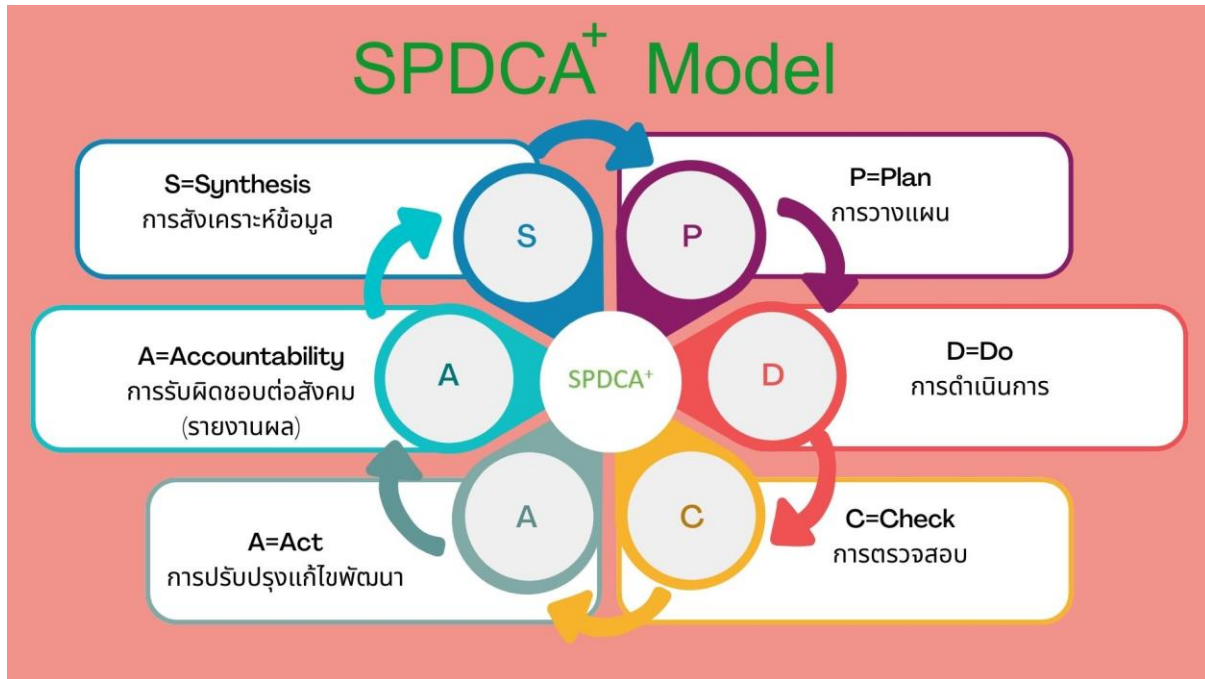 SPDCA⁺ Model
S=Synthesis
การสังเคราะห์ข้อมูล
S
P
P=Plan
การวางแผน
A=Accountability
การรับผิดชอบต่อสังคม
(รายงานผล)
A
SPDCA⁺
D
D=Do
การดำเนินการ
A=Act
การปรับปรุงแก้ไขพัฒนา
A
C
C=Check
การตรวจสอบ